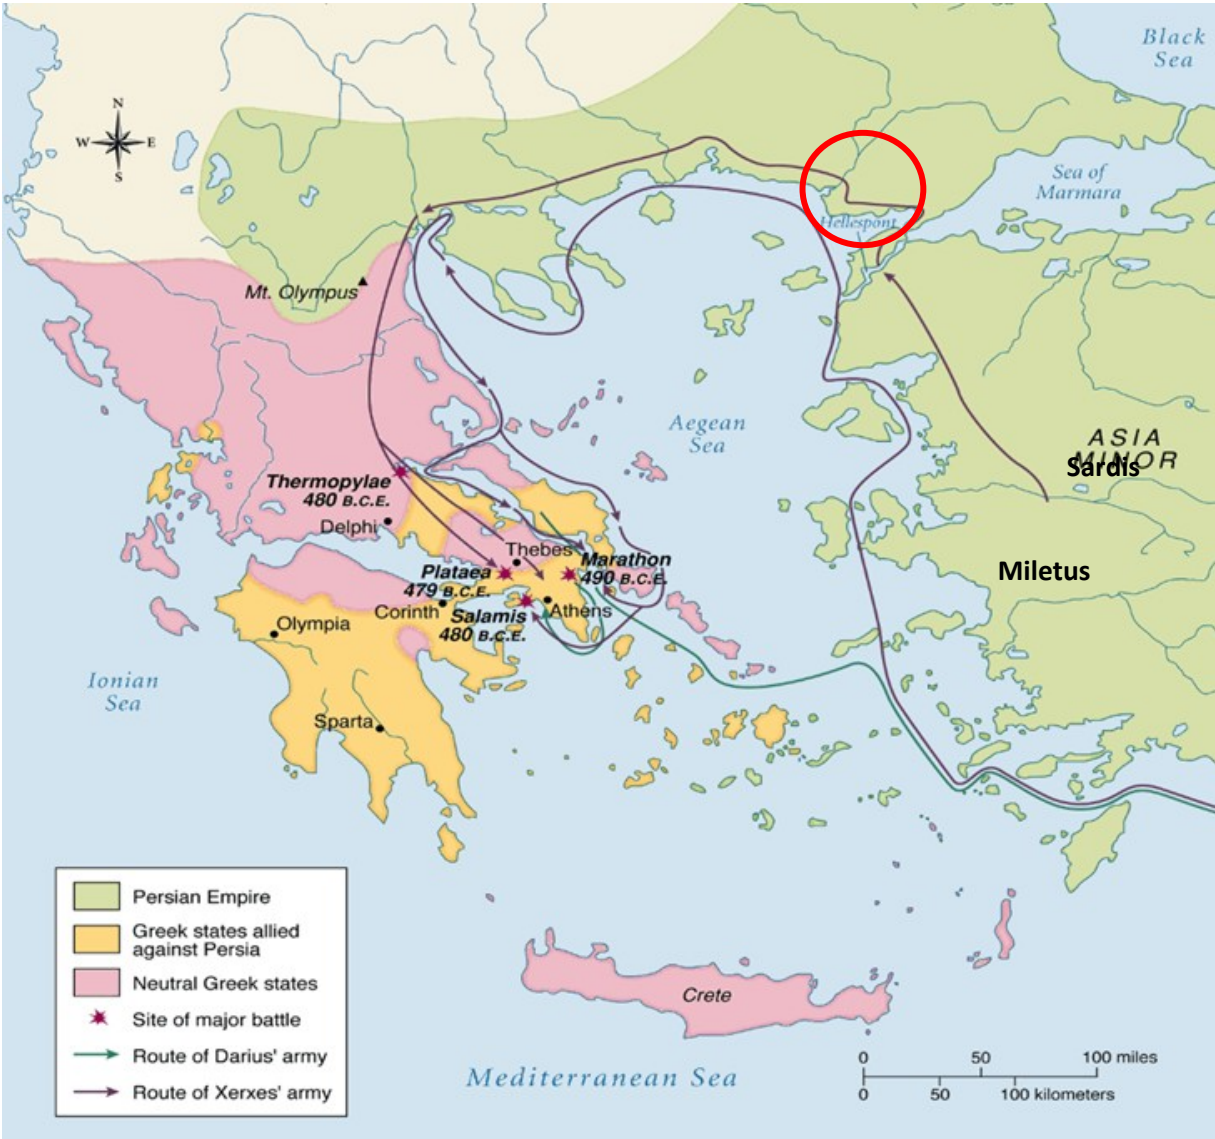 Black
Sea
N
W
E
S
Sea of
Marmara
Hellespont
Mt. Olympus
Aegean
Sea
ASIA
MINOR
Sardis
Thermopylae
480 B.C.E.
Delphi
Thebes
Marathon
490 B.C.E.
Plataea
479 B.C.E.
Miletus
Corinth
Athens
Salamis
480 B.C.E.
Olympia
Ionian
Sea
Sparta
Persian Empire
Greek states allied
against Persia
Neutral Greek states
Site of major battle
Route of Darius' army
Route of Xerxes' army
Crete
Mediterranean Sea
0 50 100 miles
0 50 100 kilometers